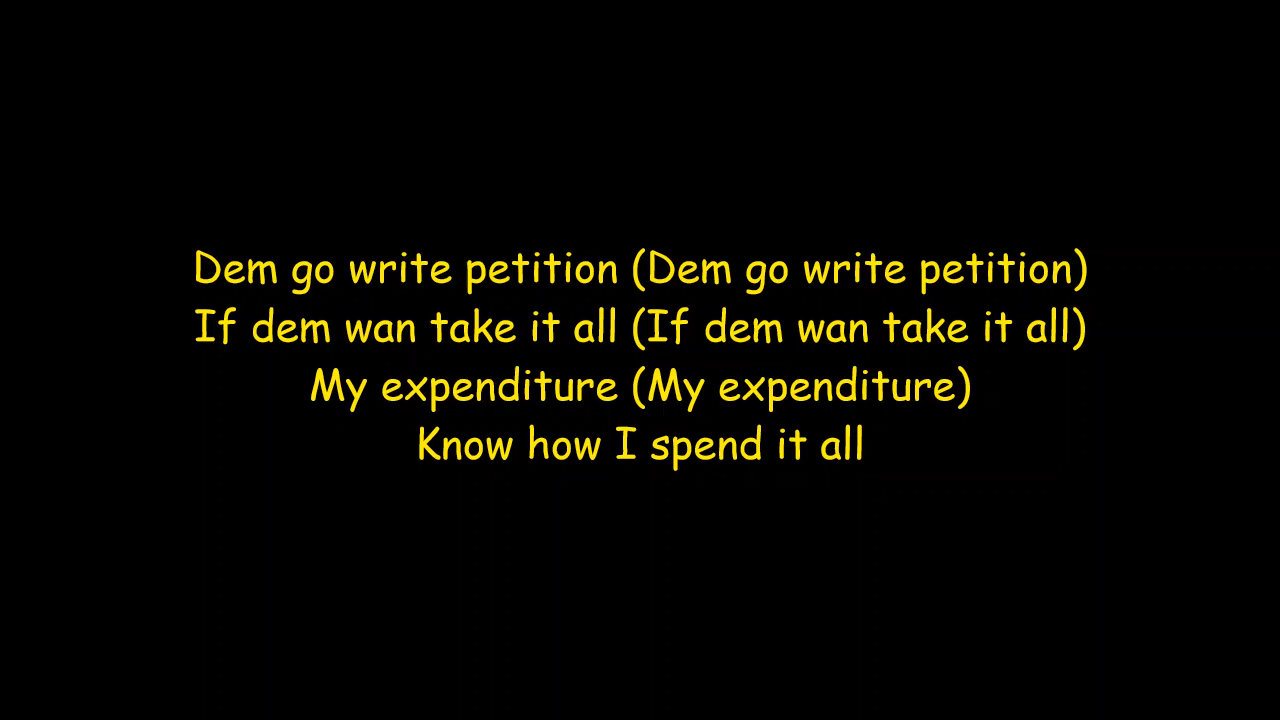 Dem go write petition (Dem go write petition)
If dem wan take it all (If dem wan take it all)
My expenditure (My expenditure)
Know how I spend it all